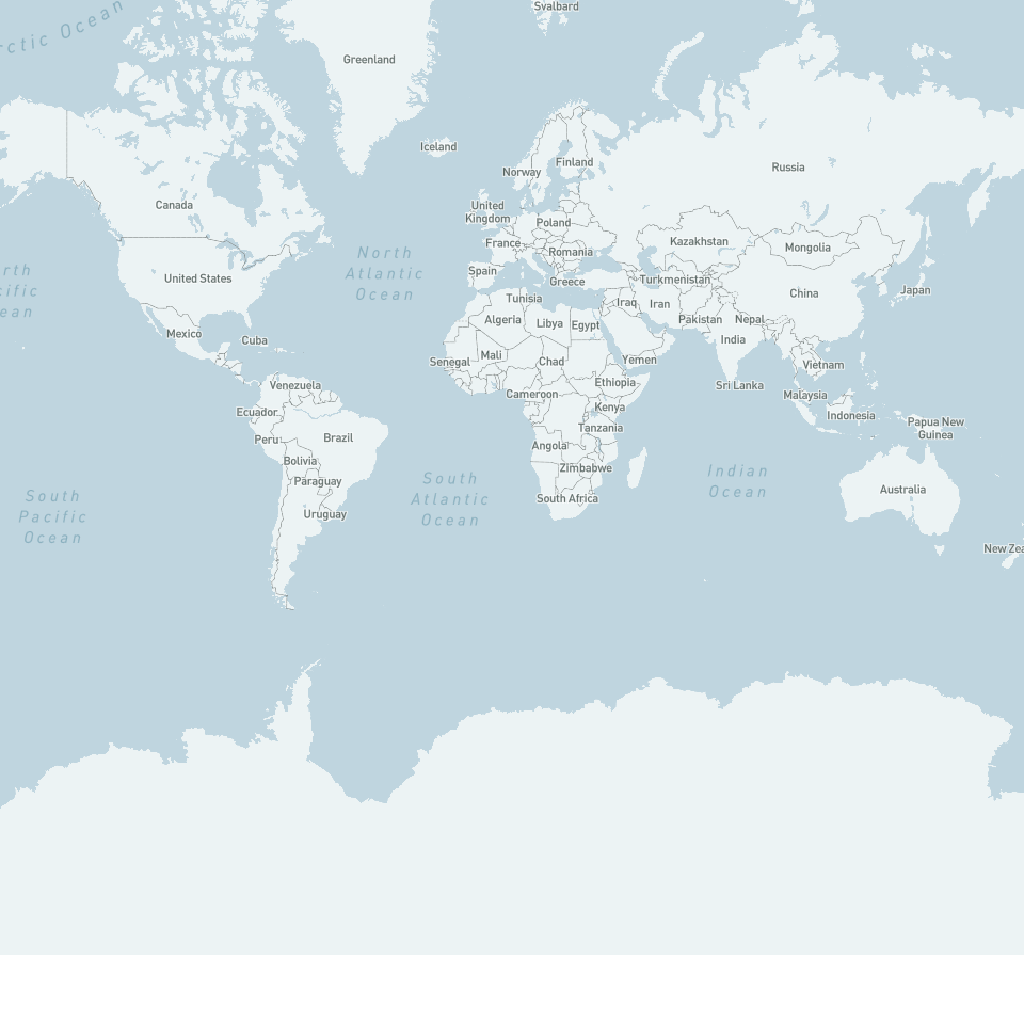 Svalbard
rctic Ocean
Greenland
Iceland
Finland
Norway
Russia
Canada
United
Kingdom
Poland
France
Romania
Kazakhstan
Mongolia
North
Atlantic
Ocean
rth
ific
ean
United States
Spain
Greece
Turkmenistan
China
Japan
Tunisia
Iraq
Iran
Algeria
Libya
Egypt
Pakistan
Nepal
Mexico
Cuba
India
Senegal
Mali
Chad
Yemen
Vietnam
Venezuela
Ethiopia
Sri Lanka
Cameroon
Malaysia
Ecuador
Kenya
Indonesia
Papua New
Guinea
Peru
Brazil
Tanzania
Angola
Bolivia
Zimbabwe
Paraguay
South Africa
Uruguay
South
Atlantic
Ocean
Indian
Ocean
Australia
South
Pacific
Ocean
New Zea